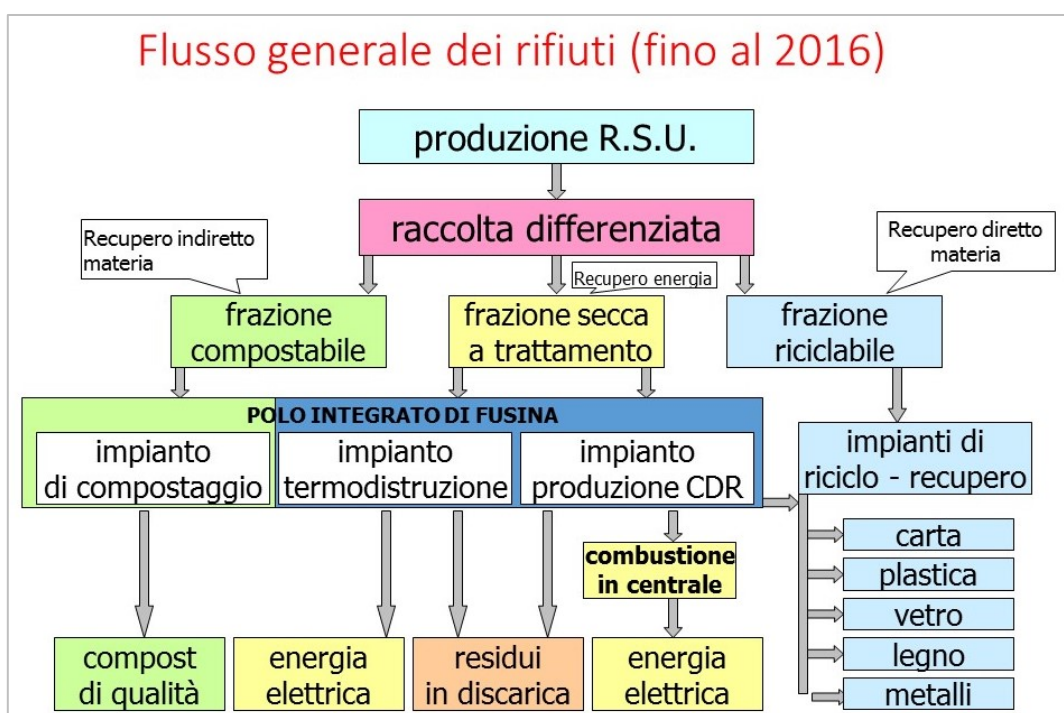 Flusso generale dei rifiuti (fino al 2016)
produzione R.S.U.
raccolta differenziata
Recupero indiretto
materia
Recupero energia
Recupero diretto
materia
frazione
compostabile
frazione secca
a trattamento
frazione
riciclabile
POLO INTEGRATO DI FUSINA
impianto
di compostaggio
impianto
termodistruzione
impianto
produzione CDR
impianti di
riciclo - recupero
combustione
in centrale
carta
plastica
vetro
legno
metalli
compost
di qualità
energia
elettrica
residui
in discarica
energia
elettrica